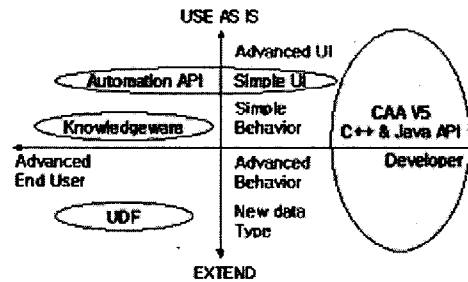 USE AS IS
Advanced UI
Automation API
Simple UI
Knowledgeware
Simple
Behavior
CAA V5
C++ & Java API
Advanced
End User
Advanced
Behavior
Developer
UDF
New data
Type
EXTEND